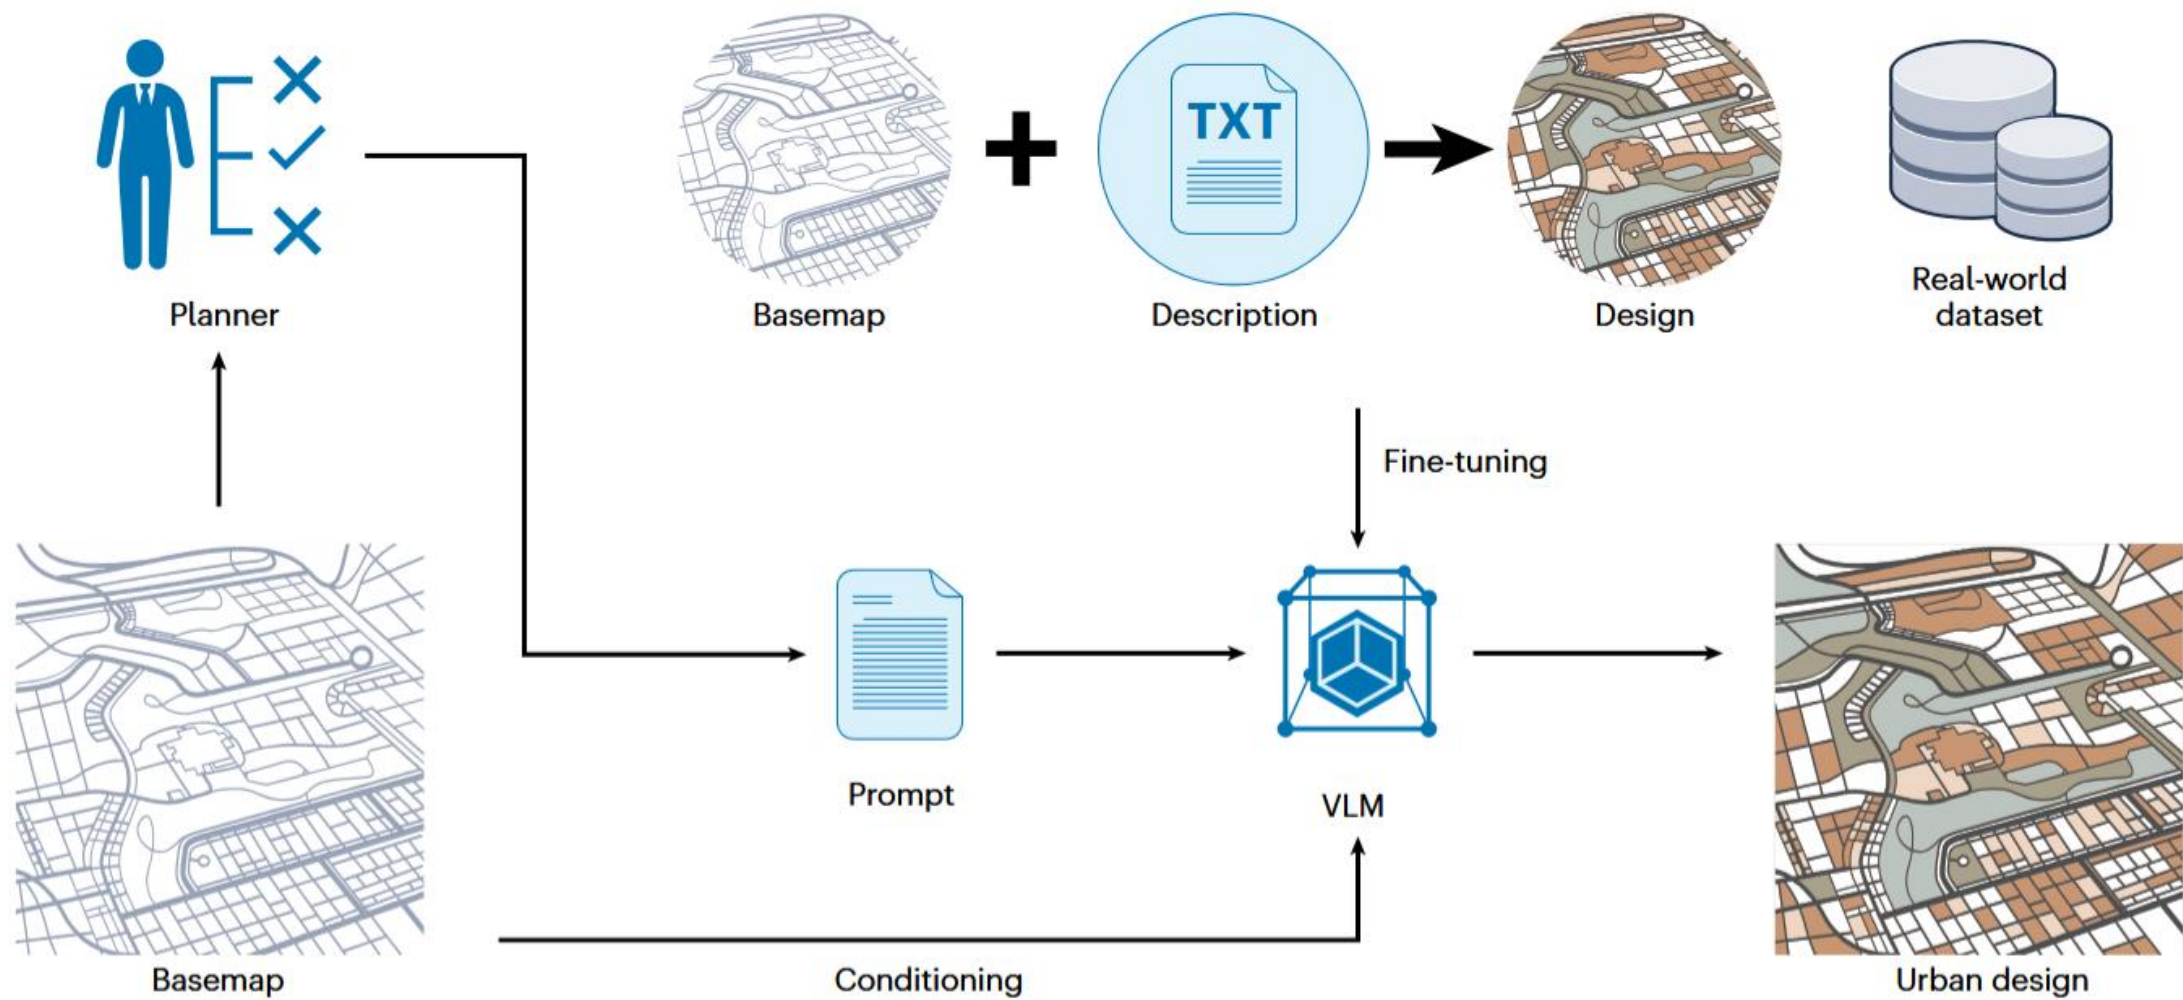 TXT
Planner
Basemap
Description
Design
Real-world
dataset
Fine-tuning
Prompt
VLM
Basemap
Conditioning
Urban design